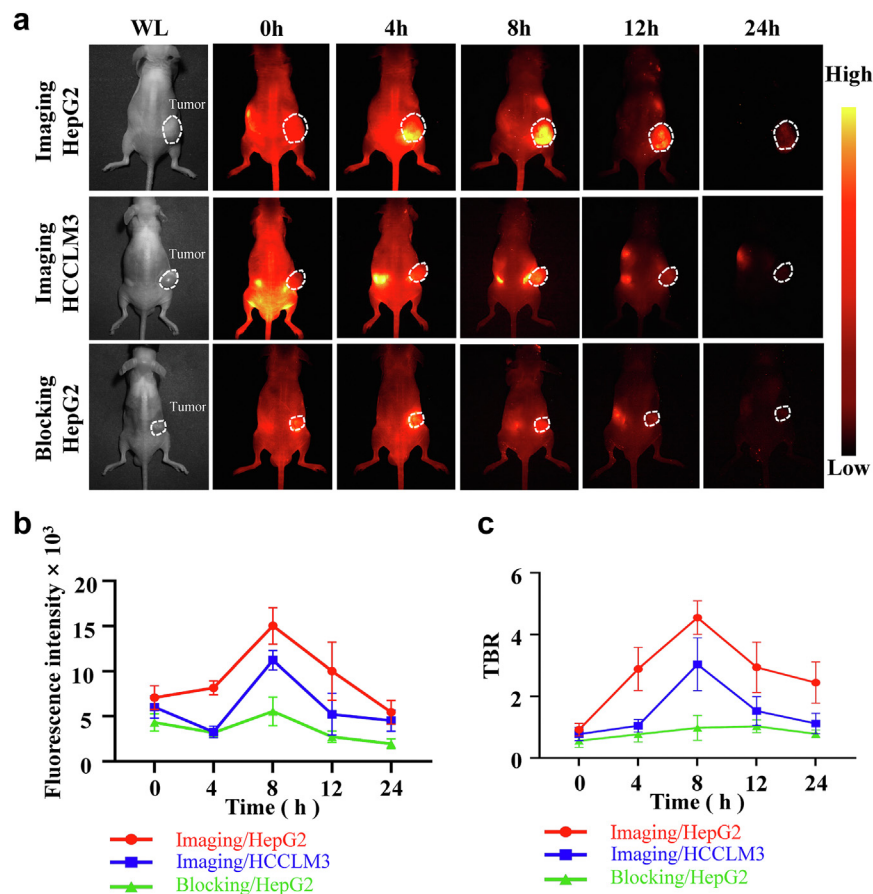 a
WL 0h 4h 8h 12h 24h
Imaging
HepG2
Tumor
Imaging
HCCLM3
Tumor
Blocking
HepG2
Tumor
High
Low
b
Fluorescence intensity × 10³
20
15
10
5
0
0 4 8 12 24
Time ( h )
Imaging/HepG2
Imaging/HCCLM3
Blocking/HepG2
c
TBR
6
4
2
0
0 4 8 12 24
Time ( h )
Imaging/HepG2
Imaging/HCCLM3
Blocking/HepG2